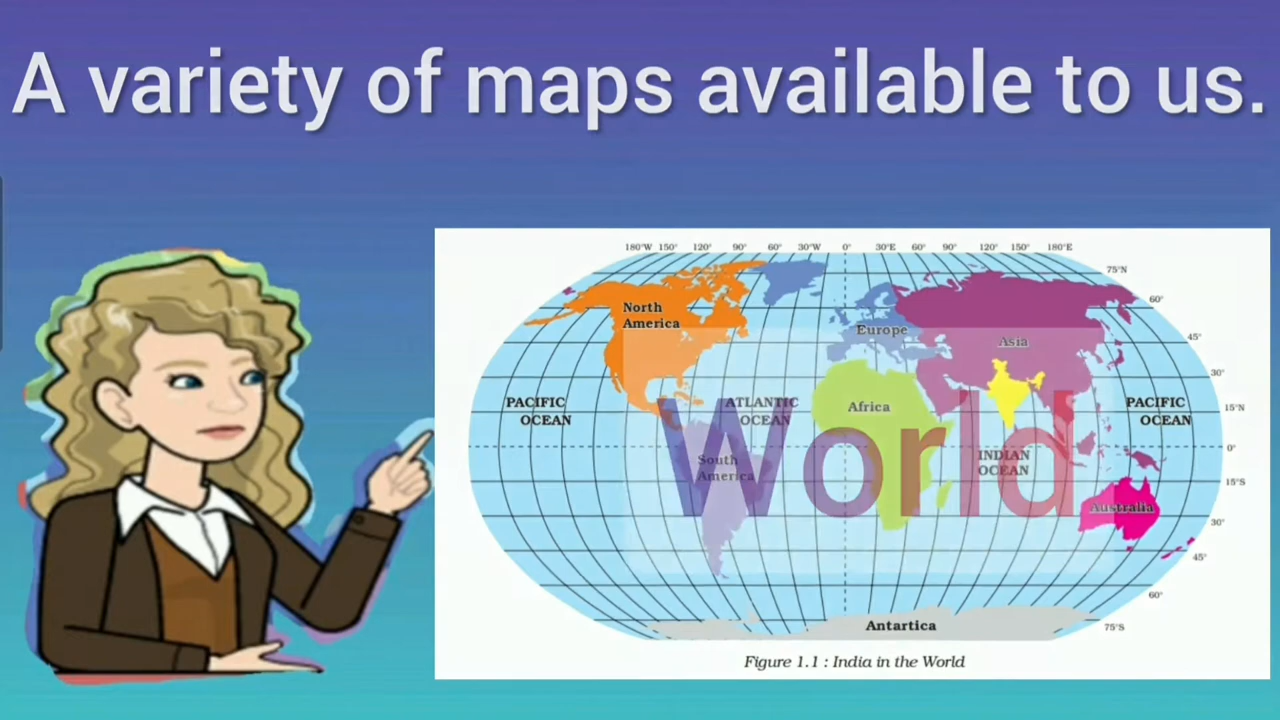 A variety of maps available to us.
180°W 150° 120° 90° 60° 30°W 0° 30°E 60° 90° 120° 150° 180°E
75°N
60°
45°
30°
15°N
0°
15°S
30°
45°
60°
75°S
North
America
Europe
Asia
PACIFIC
OCEAN
ATLANTIC
OCEAN
Africa
PACIFIC
OCEAN
World
South
America
INDIAN
OCEAN
Australia
Antartica
Figure 1.1 : India in the World